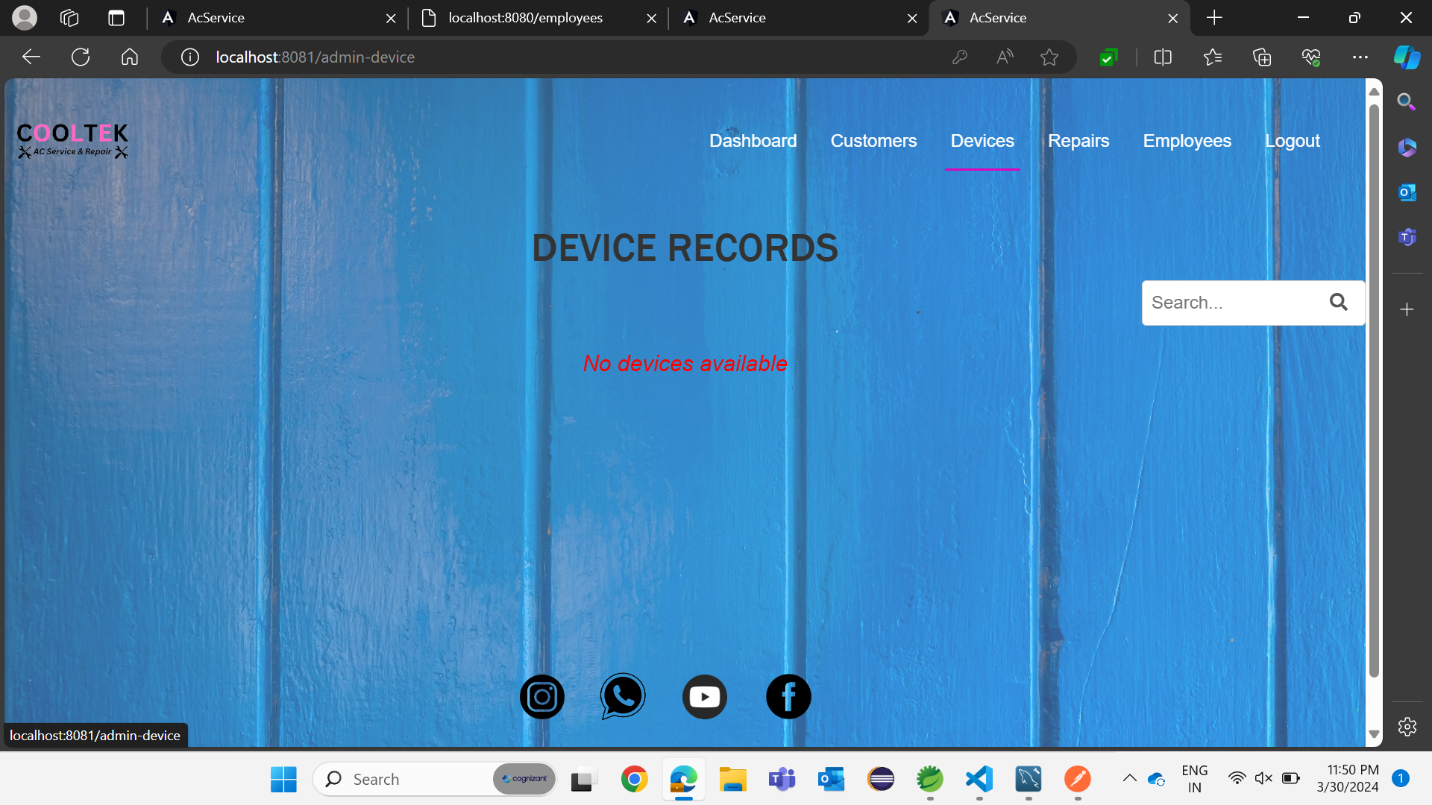 AcService
localhost:8080/employees
AcService
AcService
localhost:8081/admin-device
COOLTEK
AC Service & Repair
Dashboard
Customers
Devices
Repairs
Employees
Logout
DEVICE RECORDS
Search...
No devices available
localhost:8081/admin-device
Search
cognizant
ENG
IN
11:50 PM
3/30/2024
1